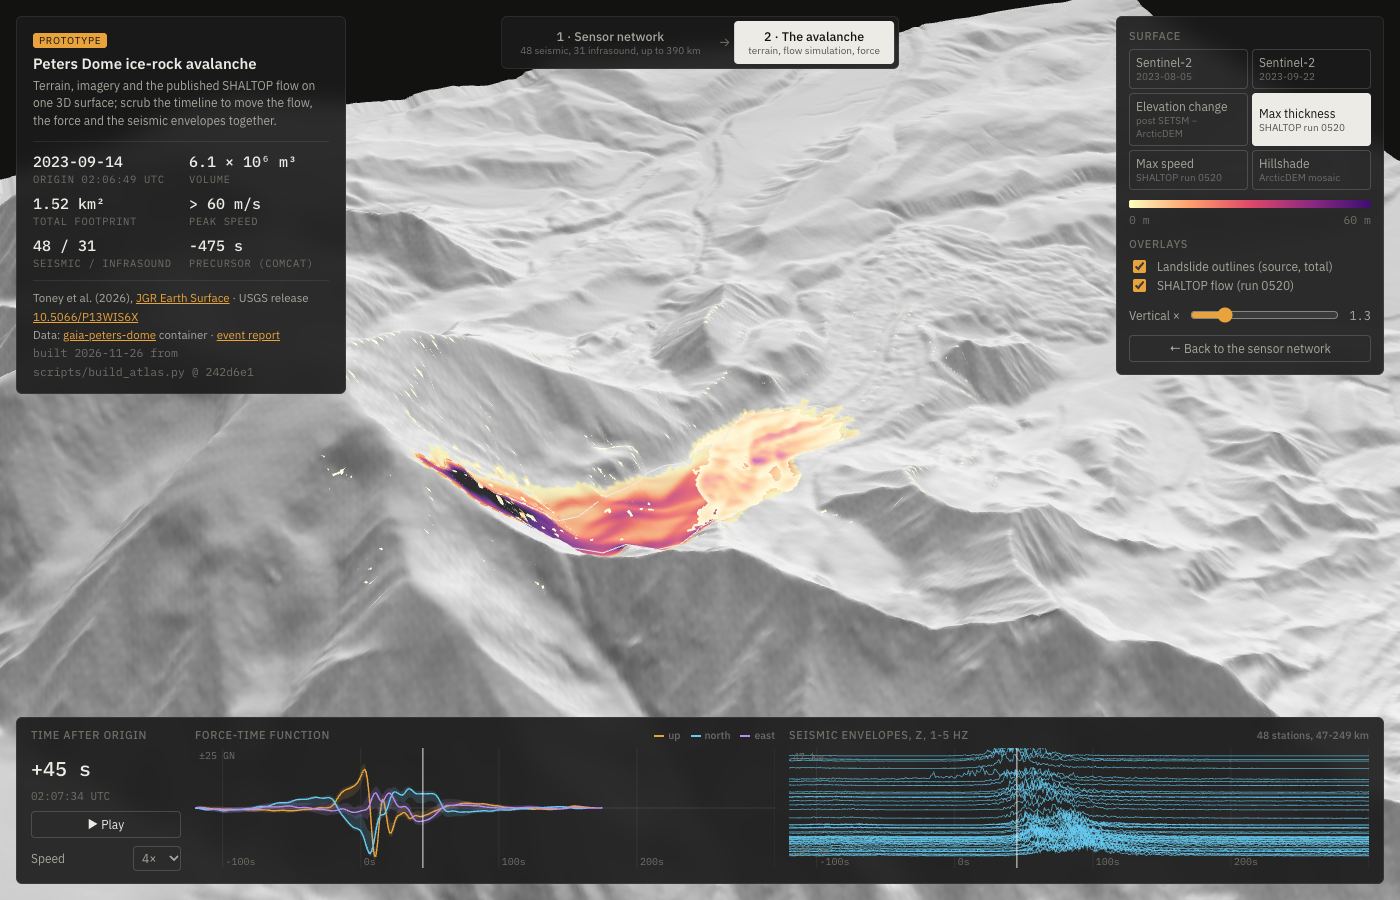 PROTOTYPE
Peters Dome ice-rock avalanche
Terrain, imagery and the published SHALTOP flow on
one 3D surface; scrub the timeline to move the flow,
the force and the seismic envelopes together.
2023-09-14
ORIGIN 02:06:49 UTC
6.1 × 10⁶ m³
VOLUME
1.52 km²
TOTAL FOOTPRINT
> 60 m/s
PEAK SPEED
48 / 31
SEISMIC / INFRASOUND
-475 s
PRECURSOR (COMCAT)
Toney et al. (2026), JGR Earth Surface · USGS release
10.5066/P13WIS6X
Data: gaia-peters-dome container · event report
built 2026-11-26 from
scripts/build_atlas.py @ 242d6e1
1 · Sensor network
48 seismic, 31 infrasound, up to 390 km
→
2 · The avalanche
terrain, flow simulation, force
SURFACE
Sentinel-2
2023-08-05
Sentinel-2
2023-09-22
Elevation change
post SETSM −
ArcticDEM
Max thickness
SHALTOP run 0520
Max speed
SHALTOP run 0520
Hillshade
ArcticDEM mosaic
0 m 60 m
OVERLAYS
Landslide outlines (source, total)
SHALTOP flow (run 0520)
Vertical × 1.3
← Back to the sensor network
TIME AFTER ORIGIN
+45 s
02:07:34 UTC
▶ Play
Speed 4×
FORCE-TIME FUNCTION
up north east
±25 GN
-100s 0s 100s 200s
SEISMIC ENVELOPES, Z, 1-5 HZ
48 stations, 47-249 km
-100s 0s 100s 200s